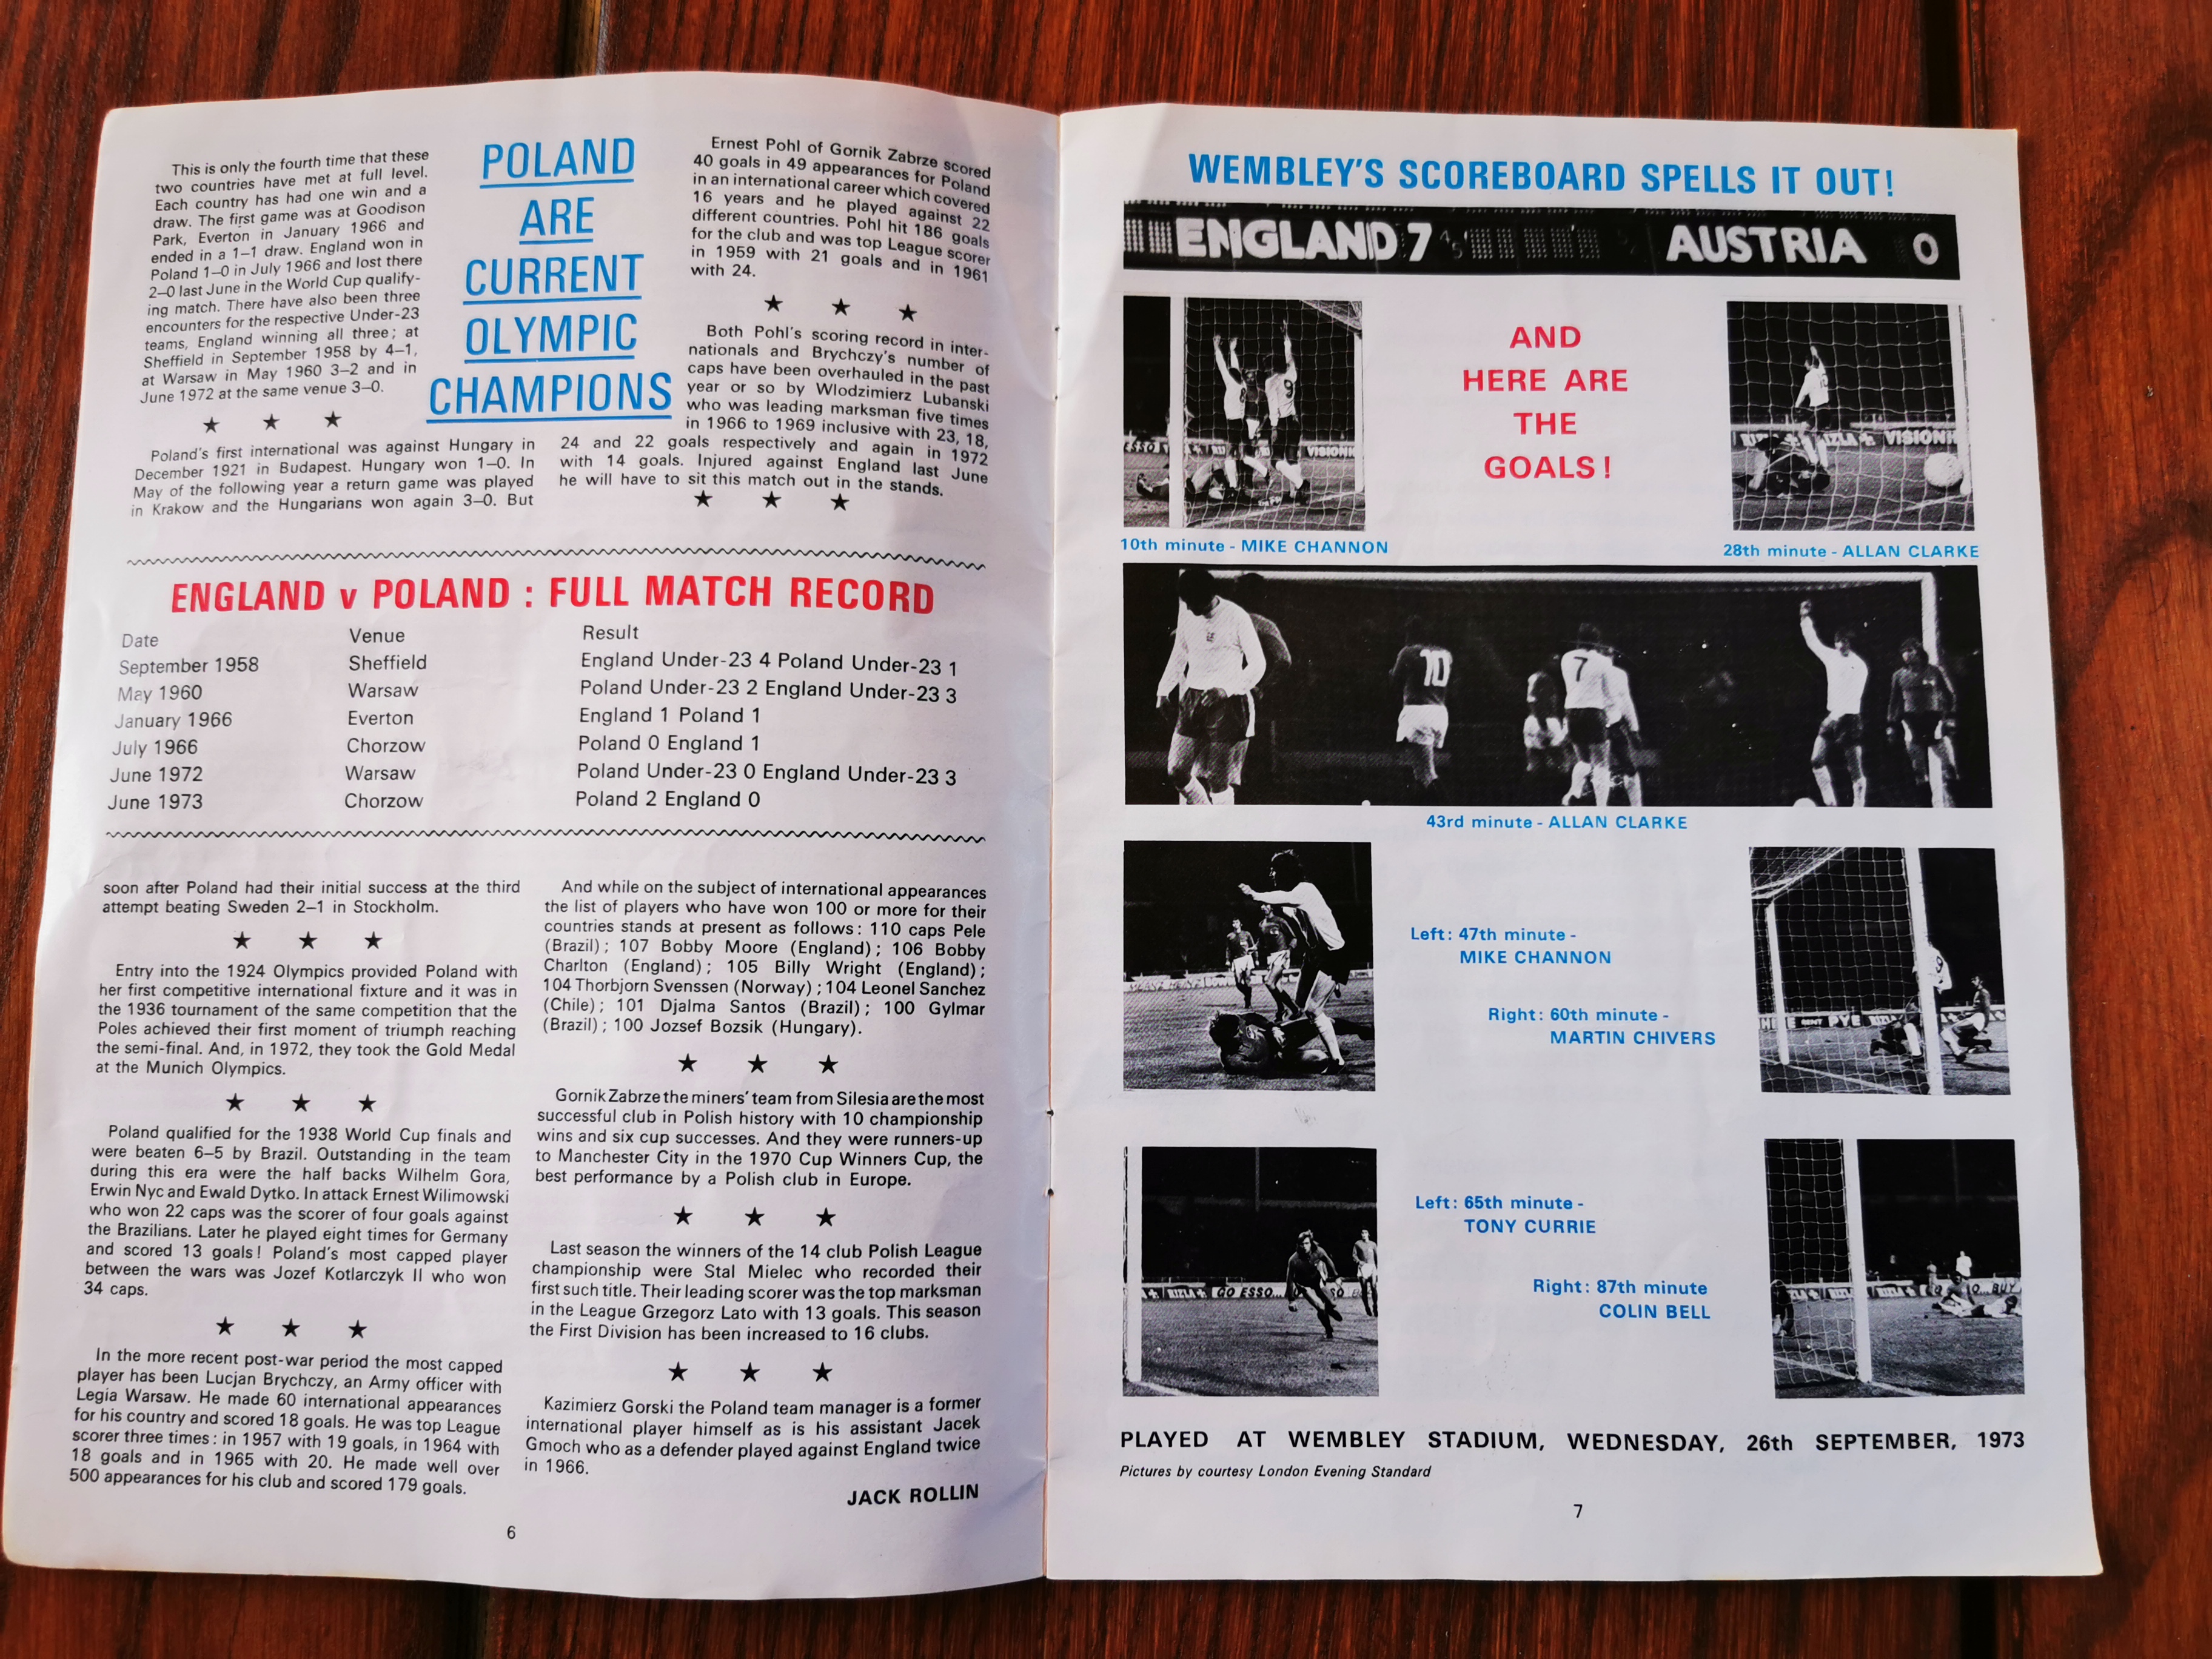 This is only the fourth time that these
two countries have met at full level.
Each country has had one win and a
draw. The first game was at Goodison
Park, Everton in January 1966 and
ended in a 1–1 draw. England won in
Poland 1–0 in July 1966 and lost there
2–0 last June in the World Cup qualify-
ing match. There have also been three
encounters for the respective Under-23
teams, England winning all three; at
Sheffield in September 1958 by 4–1,
at Warsaw in May 1960 3–2 and in
June 1972 at the same venue 3–0.
★ ★ ★
Poland's first international was against Hungary in
December 1921 in Budapest. Hungary won 1–0. In
May of the following year a return game was played
in Krakow and the Hungarians won again 3–0. But
POLAND
ARE
CURRENT
OLYMPIC
CHAMPIONS
Ernest Pohl of Gornik Zabrze scored
40 goals in 49 appearances for Poland
in an international career which covered
16 years and he played against 22
different countries. Pohl hit 186 goals
for the club and was top League scorer
in 1959 with 21 goals and in 1961
with 24.
★ ★ ★
Both Pohl's scoring record in inter-
nationals and Brychczy's number of
caps have been overhauled in the past
year or so by Wlodzimierz Lubanski
who was leading marksman five times
in 1966 to 1969 inclusive with 23, 18,
24 and 22 goals respectively and again in 1972
with 14 goals. Injured against England last June
he will have to sit this match out in the stands.
★ ★ ★
ENGLAND v POLAND : FULL MATCH RECORD
Date Venue Result
September 1958 Sheffield England Under-23 4 Poland Under-23 1
May 1960 Warsaw Poland Under-23 2 England Under-23 3
January 1966 Everton England 1 Poland 1
July 1966 Chorzow Poland 0 England 1
June 1972 Warsaw Poland Under-23 0 England Under-23 3
June 1973 Chorzow Poland 2 England 0
soon after Poland had their initial success at the third
attempt beating Sweden 2–1 in Stockholm.
★ ★ ★
Entry into the 1924 Olympics provided Poland with
her first competitive international fixture and it was in
the 1936 tournament of the same competition that the
Poles achieved their first moment of triumph reaching
the semi-final. And, in 1972, they took the Gold Medal
at the Munich Olympics.
★ ★ ★
Poland qualified for the 1938 World Cup finals and
were beaten 6–5 by Brazil. Outstanding in the team
during this era were the half backs Wilhelm Gora,
Erwin Nyc and Ewald Dytko. In attack Ernest Wilimowski
who won 22 caps was the scorer of four goals against
the Brazilians. Later he played eight times for Germany
and scored 13 goals! Poland's most capped player
between the wars was Jozef Kotlarczyk II who won
34 caps.
★ ★ ★
In the more recent post-war period the most capped
player has been Lucjan Brychczy, an Army officer with
Legia Warsaw. He made 60 international appearances
for his country and scored 18 goals. He was top League
scorer three times: in 1957 with 19 goals, in 1964 with
18 goals and in 1965 with 20. He made well over
500 appearances for his club and scored 179 goals.
And while on the subject of international appearances
the list of players who have won 100 or more for their
countries stands at present as follows: 110 caps Pele
(Brazil); 107 Bobby Moore (England); 106 Bobby
Charlton (England); 105 Billy Wright (England);
104 Thorbjorn Svenssen (Norway); 104 Leonel Sanchez
(Chile); 101 Djalma Santos (Brazil); 100 Gylmar
(Brazil); 100 Jozsef Bozsik (Hungary).
★ ★ ★
Gornik Zabrze the miners' team from Silesia are the most
successful club in Polish history with 10 championship
wins and six cup successes. And they were runners-up
to Manchester City in the 1970 Cup Winners Cup, the
best performance by a Polish club in Europe.
★ ★ ★
Last season the winners of the 14 club Polish League
championship were Stal Mielec who recorded their
first such title. Their leading scorer was the top marksman
in the League Grzegorz Lato with 13 goals. This season
the First Division has been increased to 16 clubs.
★ ★ ★
Kazimierz Gorski the Poland team manager is a former
international player himself as is his assistant Jacek
Gmoch who as a defender played against England twice
in 1966.
JACK ROLLIN
6
WEMBLEY'S SCOREBOARD SPELLS IT OUT!
ENGLAND 7 AUSTRIA 0
AND
HERE ARE
THE
GOALS!
8 9
ESSO RIZLA VISION
RIZLA VISION
10th minute - MIKE CHANNON
28th minute - ALLAN CLARKE
10 7
43rd minute - ALLAN CLARKE
Left: 47th minute -
MIKE CHANNON
Right: 60th minute -
MARTIN CHIVERS
9
PYE RIZLA
Left: 65th minute -
TONY CURRIE
Right: 87th minute
COLIN BELL
RIZLA GO ESSO...
RIZLA BUY
PLAYED AT WEMBLEY STADIUM, WEDNESDAY, 26th SEPTEMBER, 1973
Pictures by courtesy London Evening Standard
7